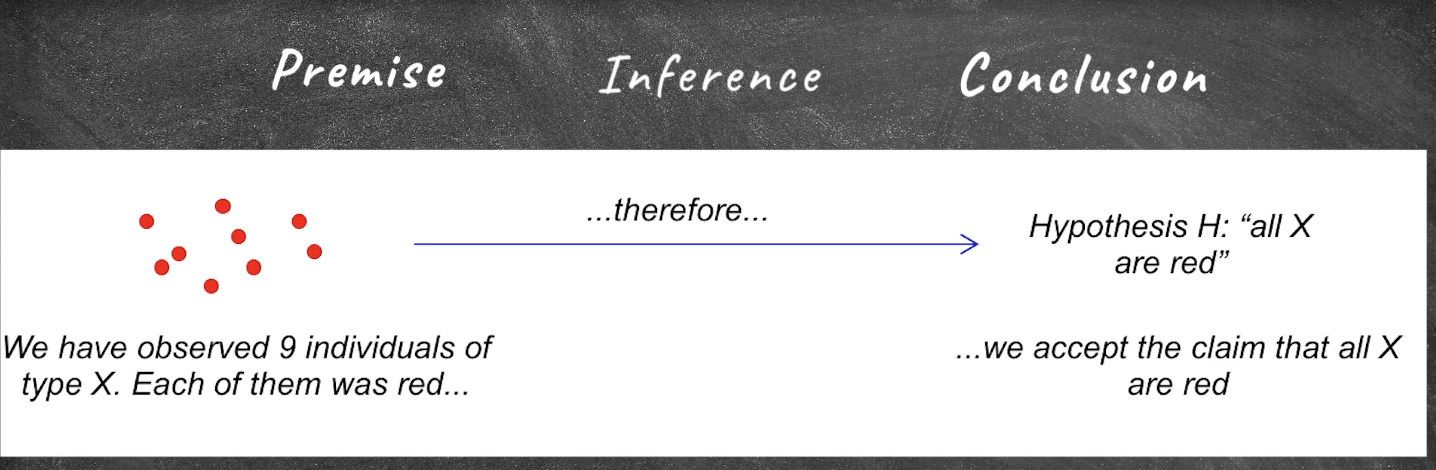 Premise Inference Conclusion
...therefore...
Hypothesis H: “all X
are red”
We have observed 9 individuals of
type X. Each of them was red...
...we accept the claim that all X
are red